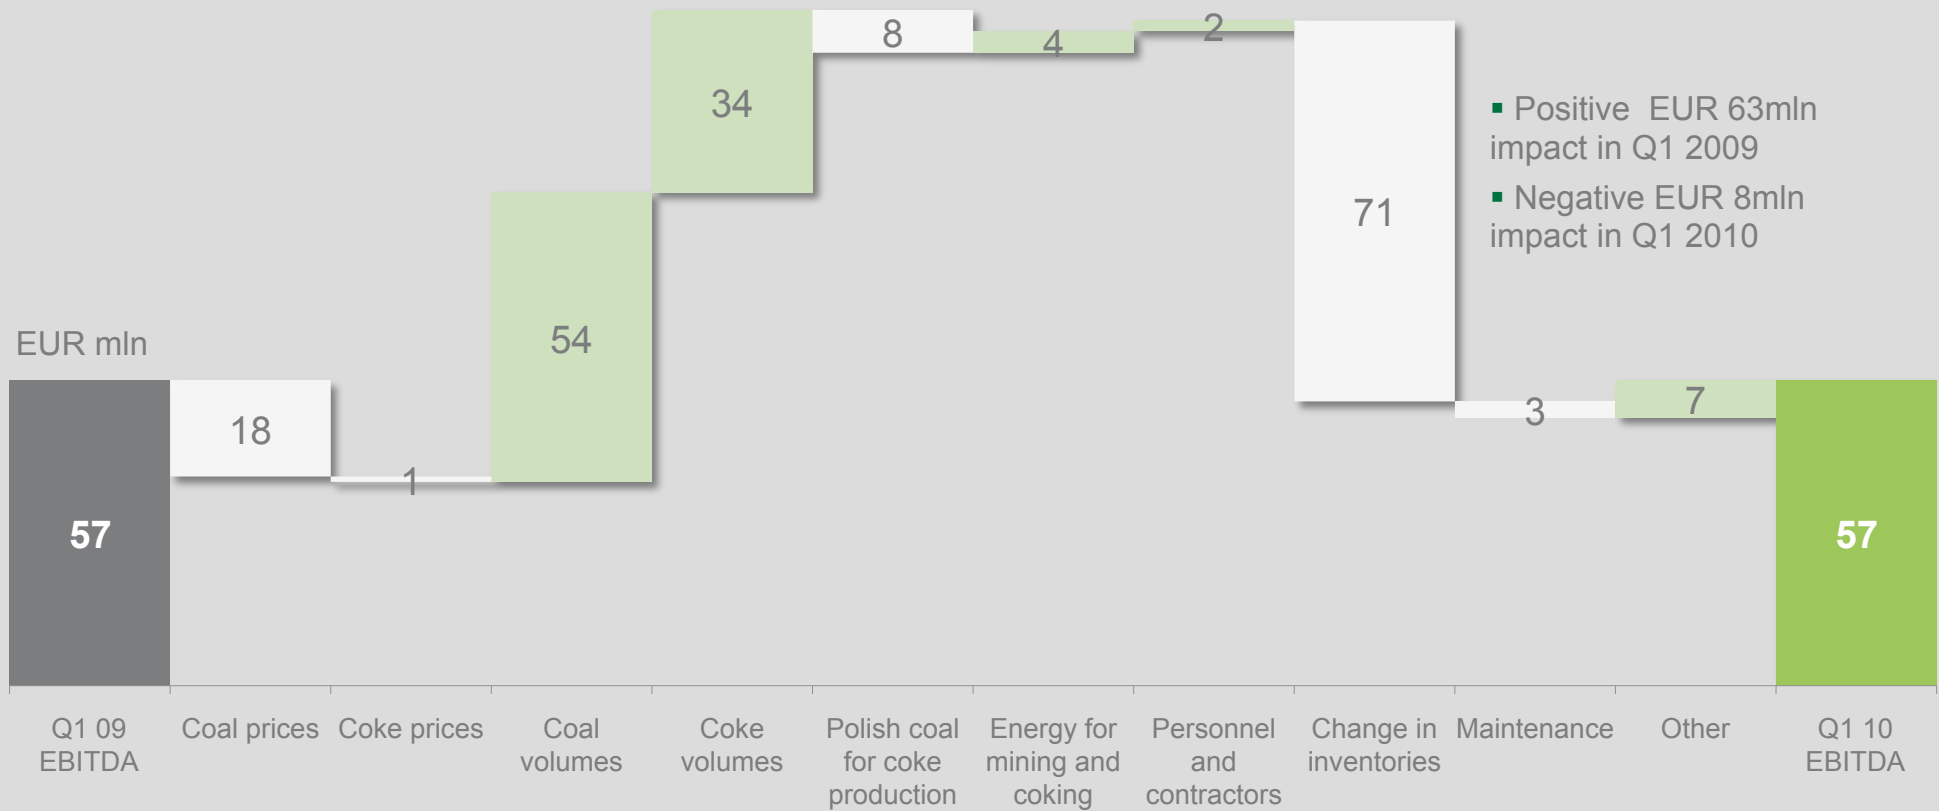 8
4
2
34
▪ Positive EUR 63mln
impact in Q1 2009
▪ Negative EUR 8mln
impact in Q1 2010
71
54
EUR mln
18
1
3
7
57
57
Q1 09
EBITDA
Coal prices
Coke prices
Coal
volumes
Coke
volumes
Polish coal
for coke
production
Energy for
mining and
coking
Personnel
and
contractors
Change in
inventories
Maintenance
Other
Q1 10
EBITDA